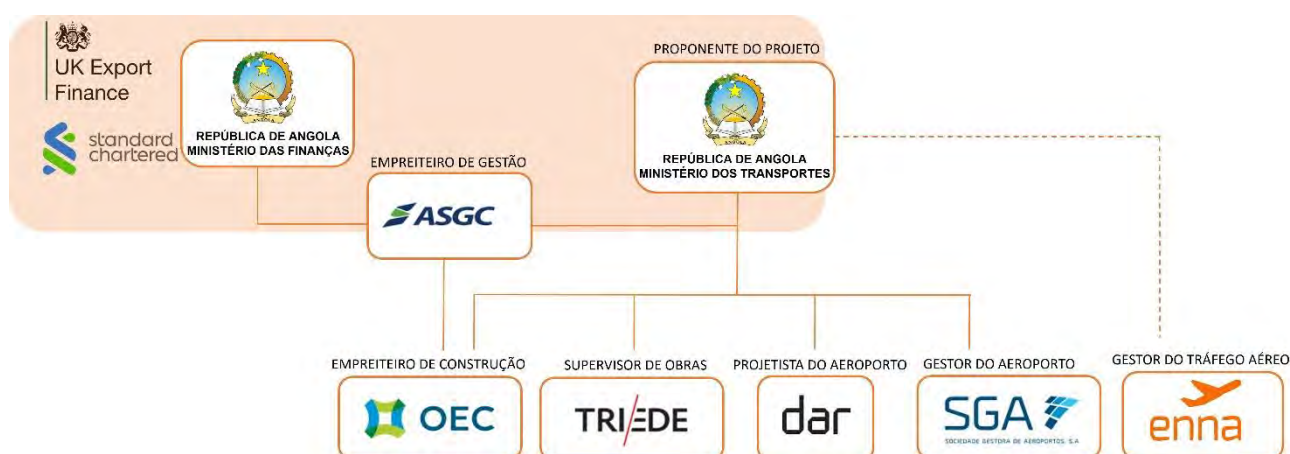 UK Export
Finance
standard
chartered
REPÚBLICA DE ANGOLA
MINISTÉRIO DAS FINANÇAS
EMPREITEIRO DE GESTÃO
ASGC
PROPONENTE DO PROJETO
REPÚBLICA DE ANGOLA
MINISTÉRIO DOS TRANSPORTES
EMPREITEIRO DE CONSTRUÇÃO
OEC
SUPERVISOR DE OBRAS
TRIEDE
PROJETISTA DO AEROPORTO
dar
GESTOR DO AEROPORTO
SGA
SOCIEDADE GESTORA DE AEROPORTOS, S.A
GESTOR DO TRÁFEGO AÉREO
enna